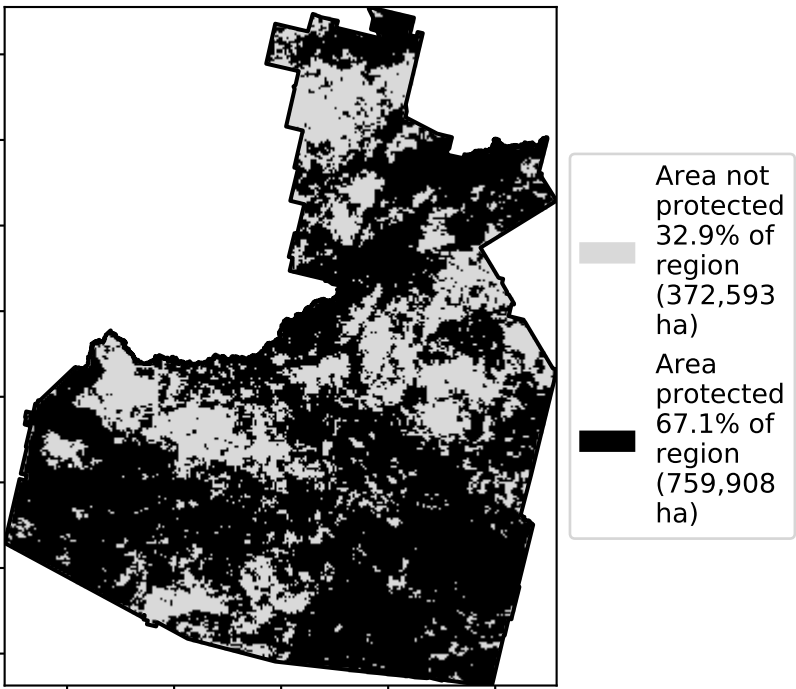 Area not
protected
32.9% of
region
(372,593
ha)
Area
protected
67.1% of
region
(759,908
ha)